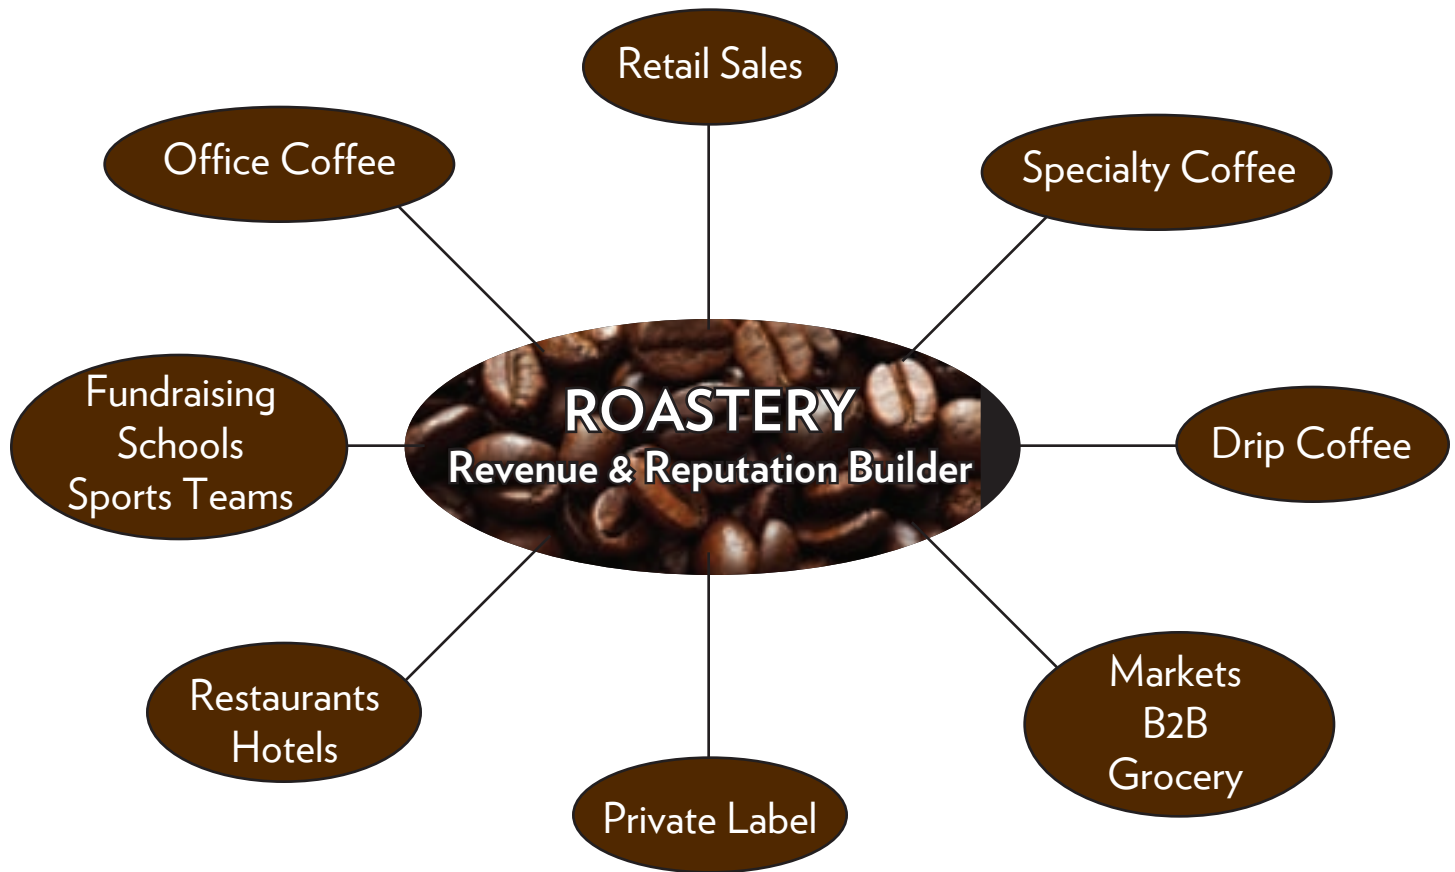 Retail Sales
Office Coffee
Specialty Coffee
Fundraising
Schools
Sports Teams
ROASTERY
Revenue & Reputation Builder
Drip Coffee
Restaurants
Hotels
Markets
B2B
Grocery
Private Label